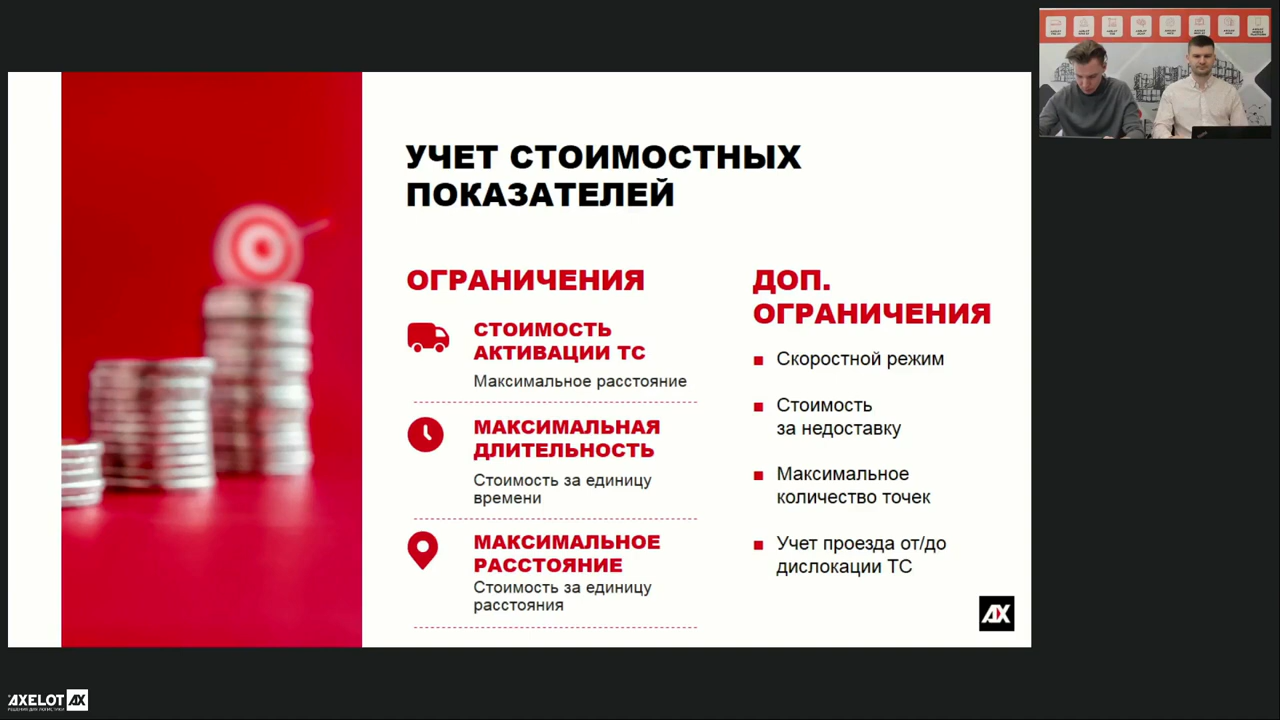 УЧЕТ СТОИМОСТНЫХ
ПОКАЗАТЕЛЕЙ
ОГРАНИЧЕНИЯ
СТОИМОСТЬ
АКТИВАЦИИ ТС
Максимальное расстояние
МАКСИМАЛЬНАЯ
ДЛИТЕЛЬНОСТЬ
Стоимость за единицу
времени
МАКСИМАЛЬНОЕ
РАССТОЯНИЕ
Стоимость за единицу
расстояния
ДОП.
ОГРАНИЧЕНИЯ
Скоростной режим
Стоимость
за недоставку
Максимальное
количество точек
Учет проезда от/до
дислокации ТС
AX
AXELOT AX